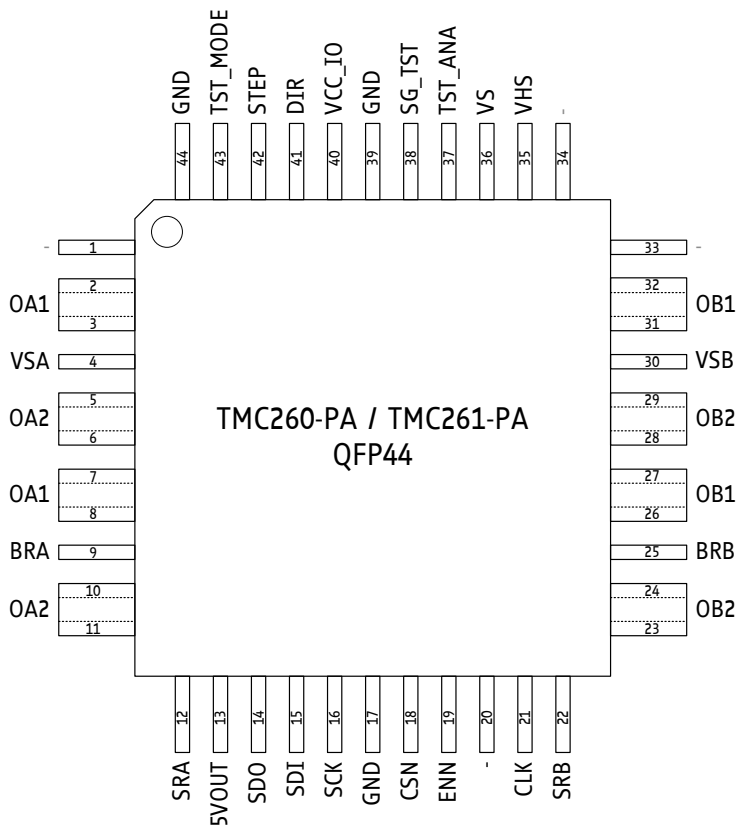 GND
TST_MODE
STEP
DIR
VCC_IO
GND
SG_TST
TST_ANA
VS
VHS
-
44
43
42
41
40
39
38
37
36
35
34
- 1 33 -
2 32
OA1 OB1
3 31
VSA 4 30 VSB
5 29
OA2 OB2
6 28
TMC260-PA / TMC261-PA
QFP44
7 27
OA1 OB1
8 26
BRA 9 25 BRB
10 24
OA2 OB2
11 23
12
13
14
15
16
17
18
19
20
21
22
SRA
5VOUT
SDO
SDI
SCK
GND
CSN
ENN
-
CLK
SRB